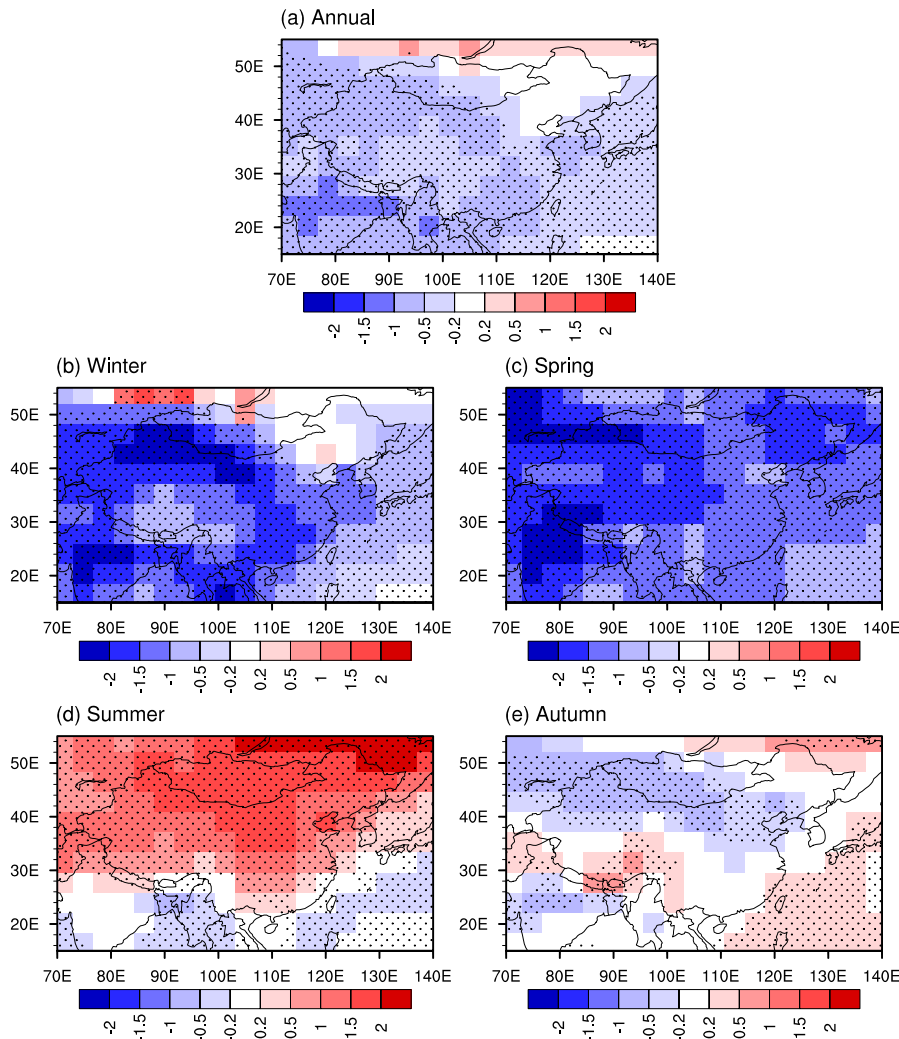 (a) Annual
50E
40E
30E
20E
70E 80E 90E 100E 110E 120E 130E 140E
-2 -1.5 -1 -0.5 -0.2 0.2 0.5 1 1.5 2
(b) Winter
50E
40E
30E
20E
70E 80E 90E 100E 110E 120E 130E 140E
-2 -1.5 -1 -0.5 -0.2 0.2 0.5 1 1.5 2
(c) Spring
50E
40E
30E
20E
70E 80E 90E 100E 110E 120E 130E 140E
-2 -1.5 -1 -0.5 -0.2 0.2 0.5 1 1.5 2
(d) Summer
50E
40E
30E
20E
70E 80E 90E 100E 110E 120E 130E 140E
-2 -1.5 -1 -0.5 -0.2 0.2 0.5 1 1.5 2
(e) Autumn
50E
40E
30E
20E
70E 80E 90E 100E 110E 120E 130E 140E
-2 -1.5 -1 -0.5 -0.2 0.2 0.5 1 1.5 2